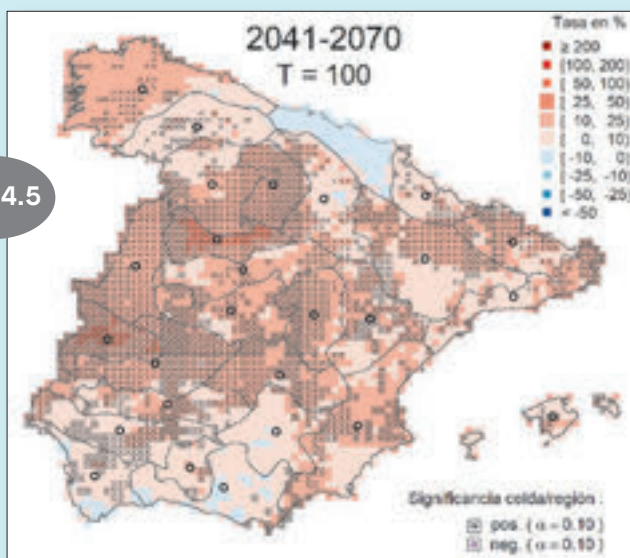 2041-2070
T = 100
4.5
Tasa en %
≥ 200
[100, 200)
[ 50, 100)
[ 25, 50)
[ 10, 25)
[ 0, 10)
[-10, 0)
[-25, -10)
[-50, -25)
< -50
Significancia celda/región :
pos. ( α = 0.10 )
neg. ( α = 0.10 )